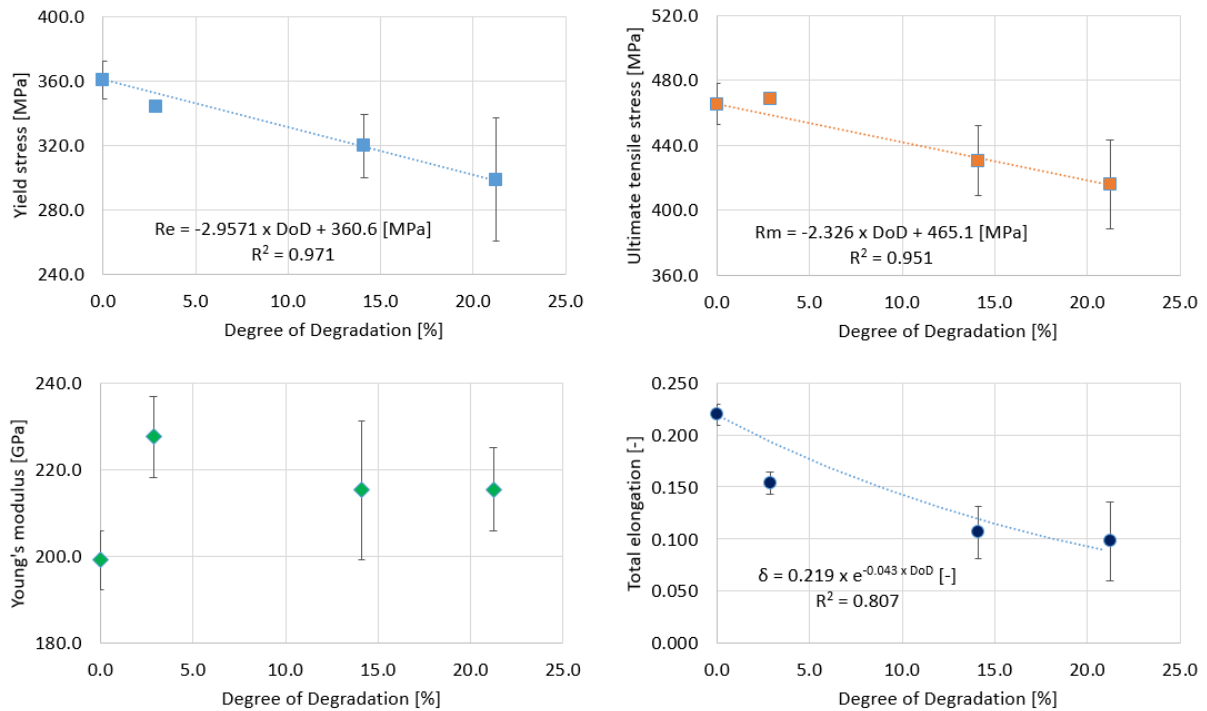 Yield stress [MPa]
400.0
360.0
320.0
280.0
240.0
Re = -2.9571 x DoD + 360.6 [MPa]
R² = 0.971
0.0 5.0 10.0 15.0 20.0 25.0
Degree of Degradation [%]
Ultimate tensile stress [MPa]
520.0
480.0
440.0
400.0
360.0
Rm = -2.326 x DoD + 465.1 [MPa]
R² = 0.951
0.0 5.0 10.0 15.0 20.0 25.0
Degree of Degradation [%]
Young's modulus [GPa]
240.0
220.0
200.0
180.0
0.0 5.0 10.0 15.0 20.0 25.0
Degree of Degradation [%]
Total elongation [-]
0.250
0.200
0.150
0.100
0.050
0.000
δ = 0.219 x e^-0.043 x DoD [-]
R² = 0.807
0.0 5.0 10.0 15.0 20.0 25.0
Degree of Degradation [%]